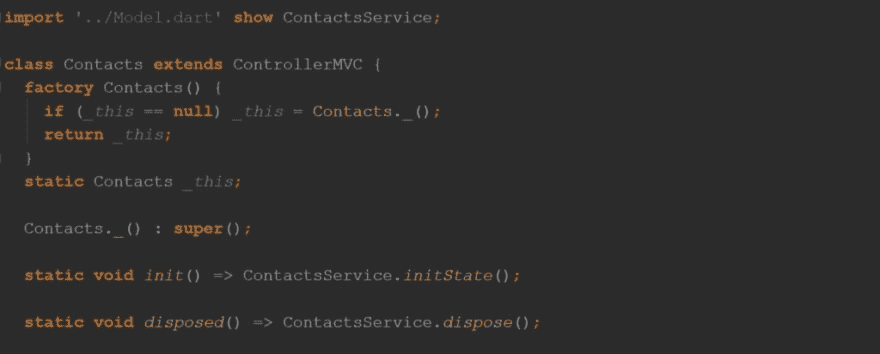 import '../Model.dart' show ContactsService;
class Contacts extends ControllerMVC {
factory Contacts() {
if (_this == null) _this = Contacts._();
return _this;
}
static Contacts _this;
Contacts._() : super();
static void init() => ContactsService.initState();
static void disposed() => ContactsService.dispose();